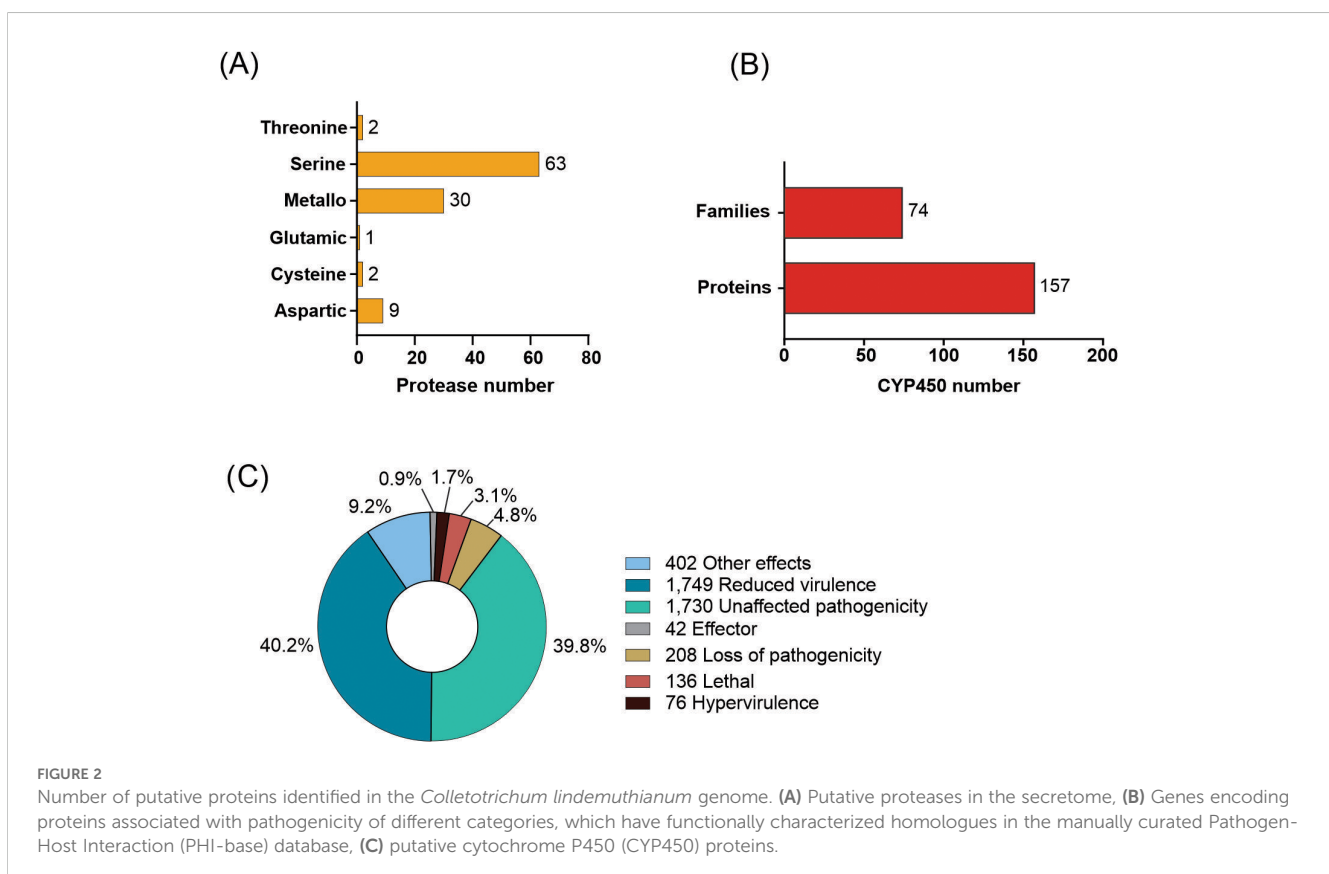 (A)
Threonine
2
Serine
63
Metallo
30
Glutamic
1
Cysteine
2
Aspartic
9
0 20 40 60 80
Protease number
(B)
Families
74
Proteins
157
0 50 100 150 200
CYP450 number
(C)
0.9%
1.7%
3.1%
4.8%
9.2%
40.2%
39.8%
402 Other effects
1,749 Reduced virulence
1,730 Unaffected pathogenicity
42 Effector
208 Loss of pathogenicity
136 Lethal
76 Hypervirulence
FIGURE 2
Number of putative proteins identified in the Colletotrichum lindemuthianum genome. (A) Putative proteases in the secretome, (B) Genes encoding
proteins associated with pathogenicity of different categories, which have functionally characterized homologues in the manually curated Pathogen-
Host Interaction (PHI-base) database, (C) putative cytochrome P450 (CYP450) proteins.